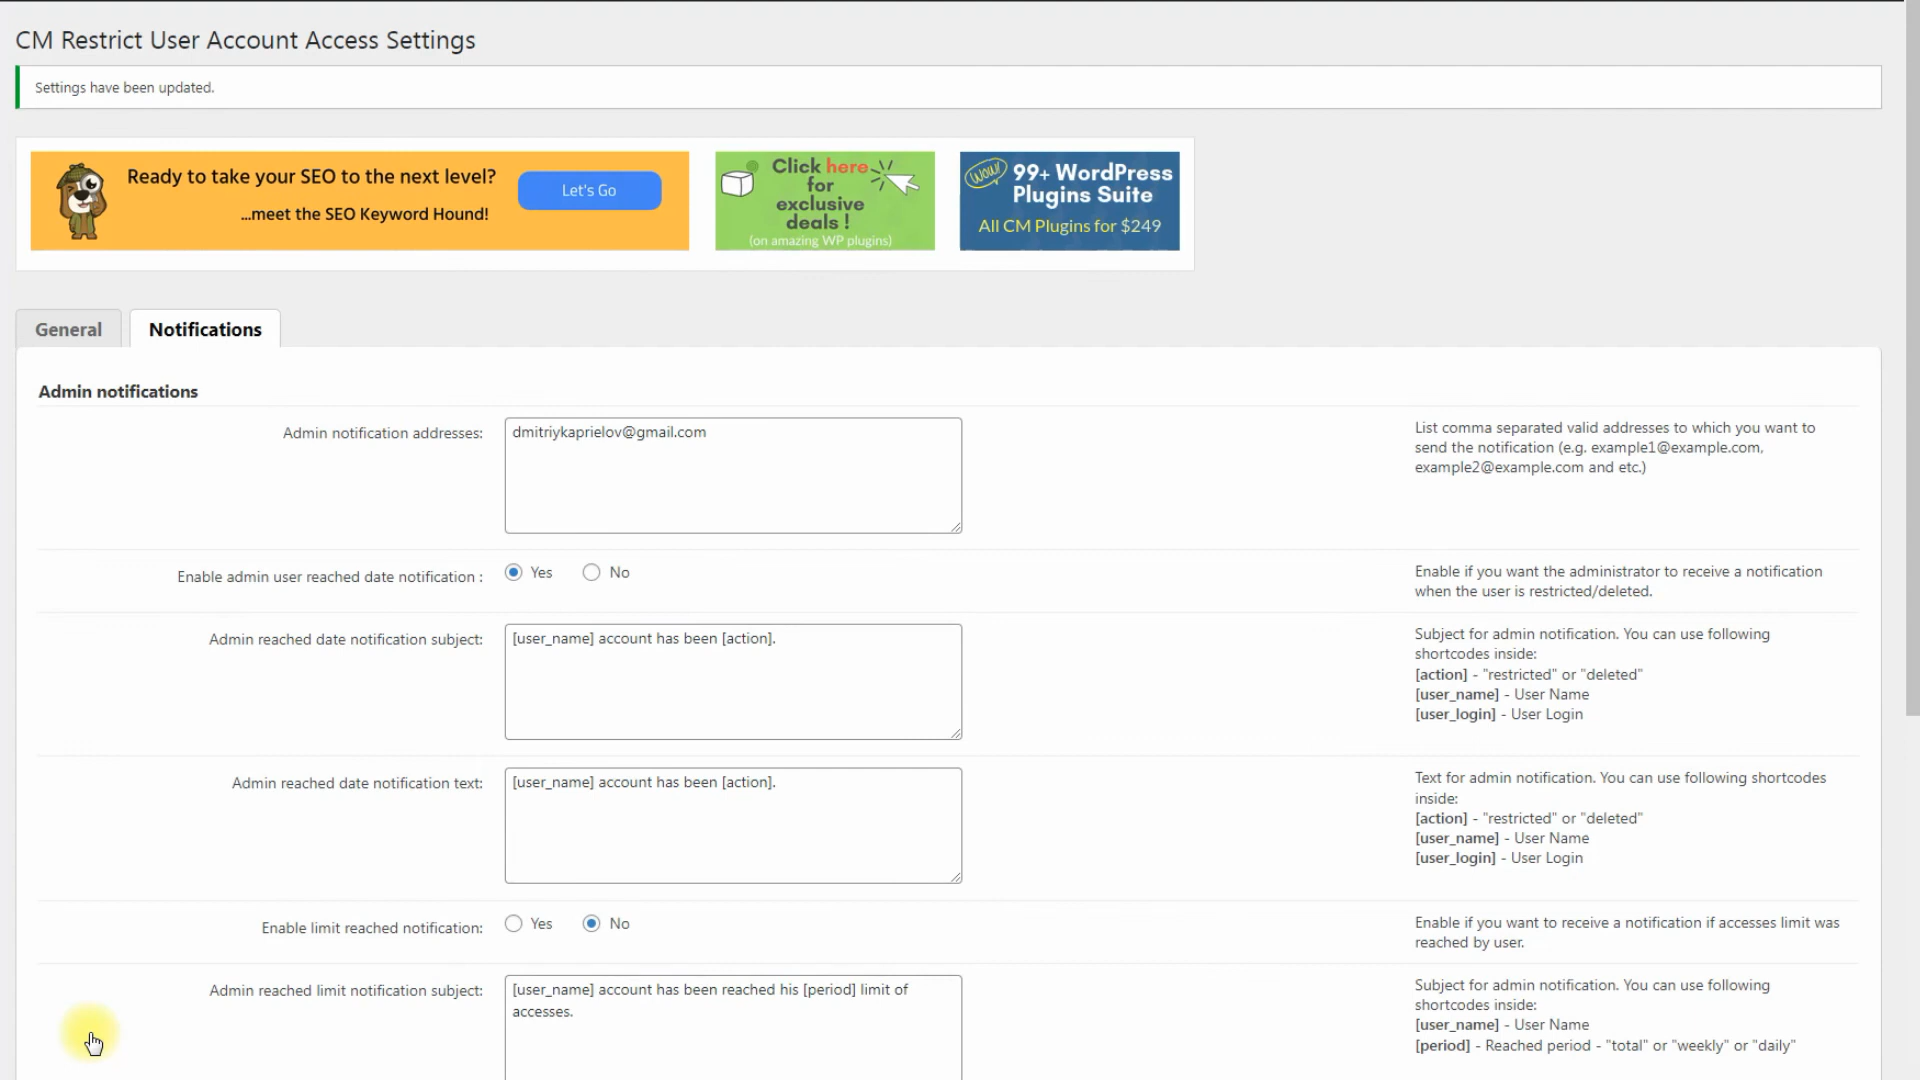 CM Restrict User Account Access Settings
Settings have been updated.
Ready to take your SEO to the next level?
...meet the SEO Keyword Hound!
Let's Go
Click here
for
exclusive
deals !
(on amazing WP plugins)
WOW!
99+ WordPress
Plugins Suite
All CM Plugins for $249
General
Notifications
Admin notifications
Admin notification addresses:
dmitriykaprielov@gmail.com
List comma separated valid addresses to which you want to
send the notification (e.g. example1@example.com,
example2@example.com and etc.)
Enable admin user reached date notification :
Yes
No
Enable if you want the administrator to receive a notification
when the user is restricted/deleted.
Admin reached date notification subject:
[user_name] account has been [action].
Subject for admin notification. You can use following
shortcodes inside:
[action] - "restricted" or "deleted"
[user_name] - User Name
[user_login] - User Login
Admin reached date notification text:
[user_name] account has been [action].
Text for admin notification. You can use following shortcodes
inside:
[action] - "restricted" or "deleted"
[user_name] - User Name
[user_login] - User Login
Enable limit reached notification:
Yes
No
Enable if you want to receive a notification if accesses limit was
reached by user.
Admin reached limit notification subject:
[user_name] account has been reached his [period] limit of
accesses.
Subject for admin notification. You can use following
shortcodes inside:
[user_name] - User Name
[period] - Reached period - "total" or "weekly" or "daily"